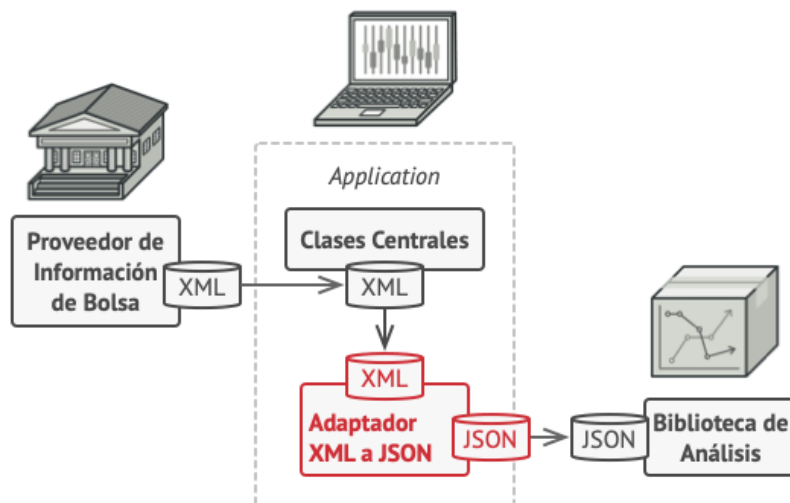 Application
Proveedor de
Información
de Bolsa
XML
Clases Centrales
XML
XML
Adaptador
XML a JSON
JSON
JSON
Biblioteca de
Análisis